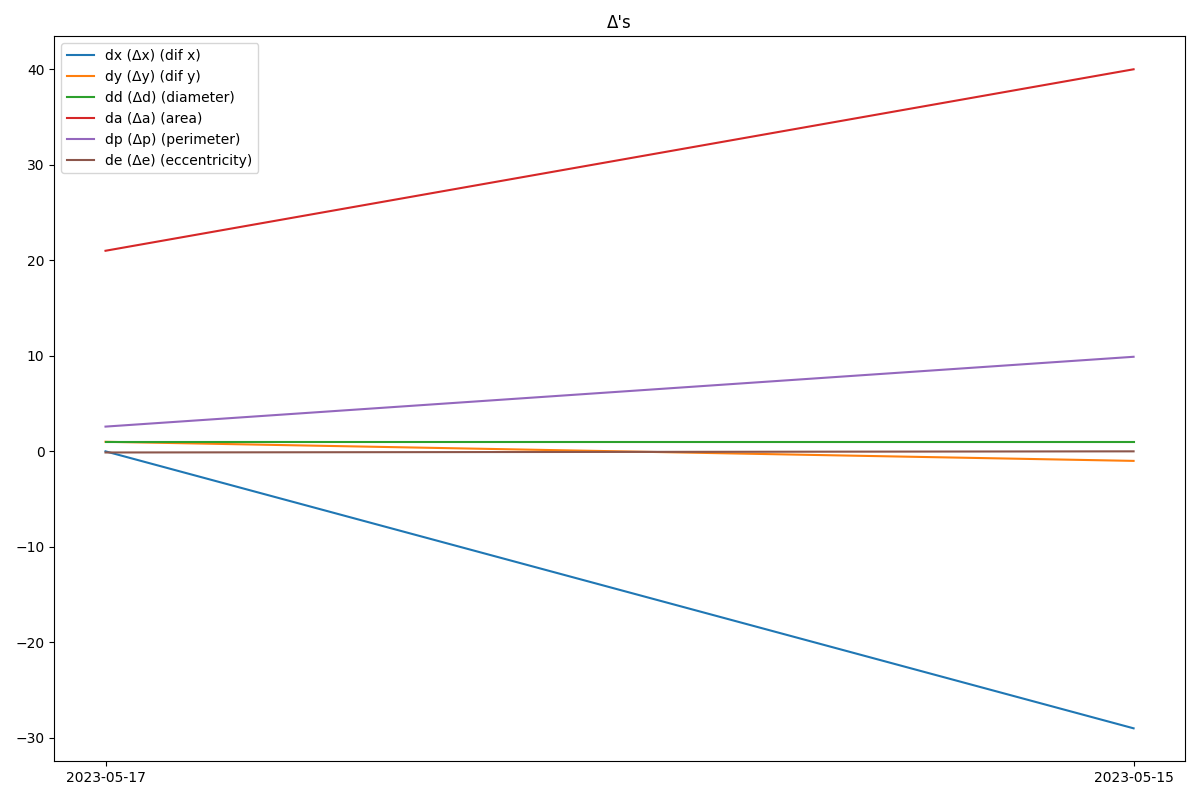 Δ's
dx (Δx) (dif x)
dy (Δy) (dif y)
dd (Δd) (diameter)
da (Δa) (area)
dp (Δp) (perimeter)
de (Δe) (eccentricity)
40
30
20
10
0
−10
−20
−30
2023-05-17
2023-05-15